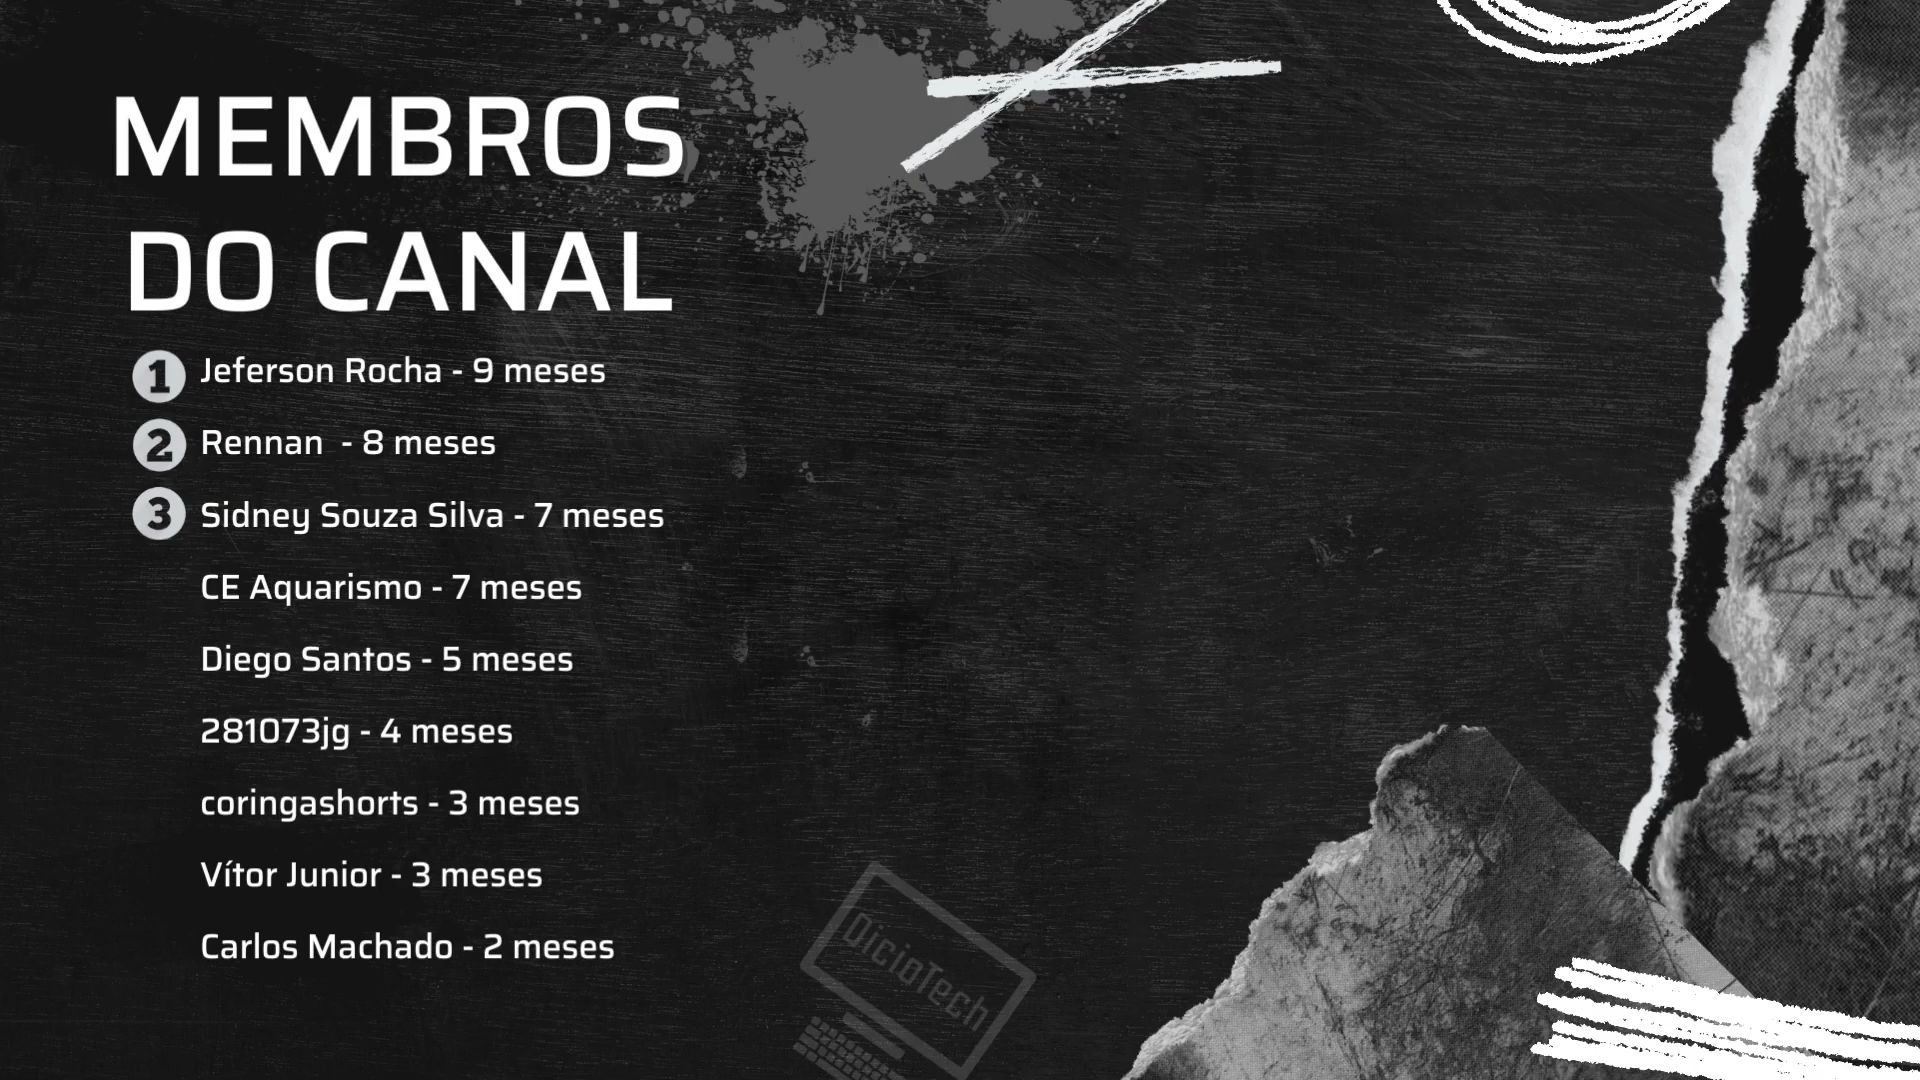 MEMBROS
DO CANAL
1 Jeferson Rocha - 9 meses
2 Rennan - 8 meses
3 Sidney Souza Silva - 7 meses
CE Aquarismo - 7 meses
Diego Santos - 5 meses
281073jg - 4 meses
coringashorts - 3 meses
Vítor Junior - 3 meses
Carlos Machado - 2 meses
DicioTech